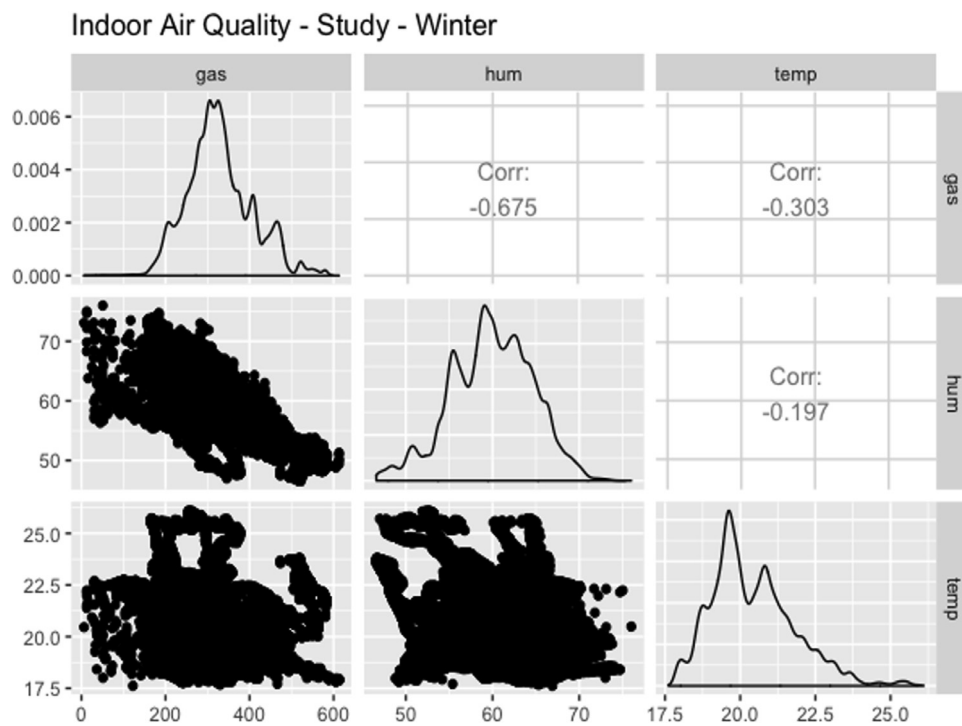 Indoor Air Quality - Study - Winter
gas hum temp
0.006
0.004
0.002
0.000
Corr:
-0.675
Corr:
-0.303
gas
70
60
50
Corr:
-0.197
hum
25.0
22.5
20.0
17.5
temp
0 200 400 600 50 60 70 17.5 20.0 22.5 25.0